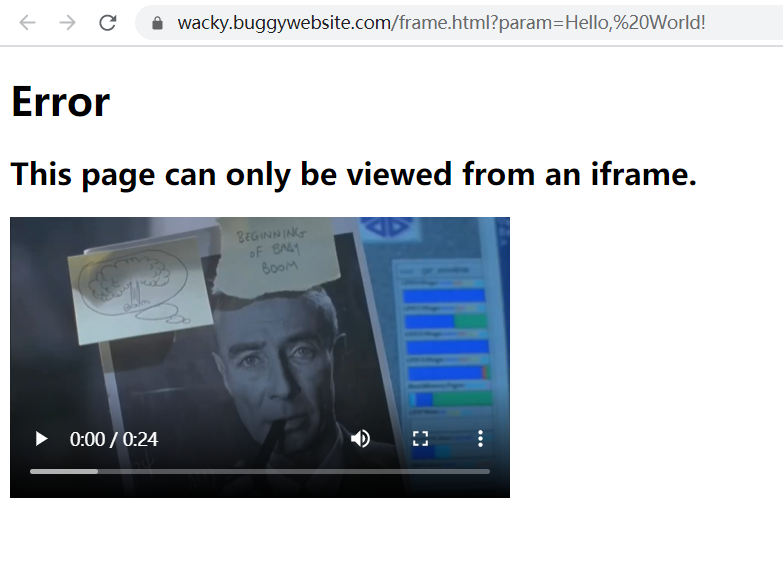 wacky.buggywebsite.com/frame.html?param=Hello,%20World!
Error
This page can only be viewed from an iframe.
BEGINNING
OF BABY
BOOM
0:00 / 0:24